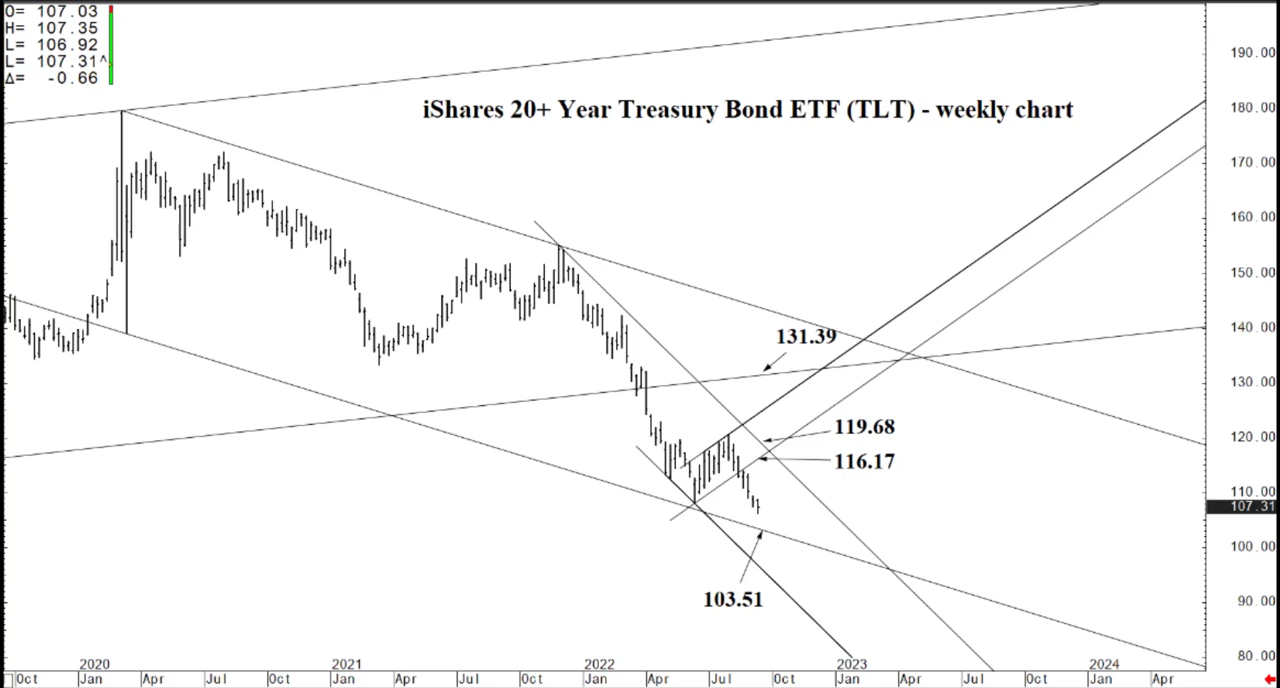 O= 107.03
H= 107.35
L= 106.92
L= 107.31^
Δ= -0.66
iShares 20+ Year Treasury Bond ETF (TLT) - weekly chart
190.00
180.00
170.00
160.00
150.00
140.00
131.39
130.00
119.68
120.00
116.17
110.00
107.31
100.00
103.51
90.00
80.00
2020 2021 2022 2023 2024
Oct Jan Apr Jul Oct Jan Apr Jul Oct Jan Apr Jul Oct Jan Apr Jul Oct Jan Apr